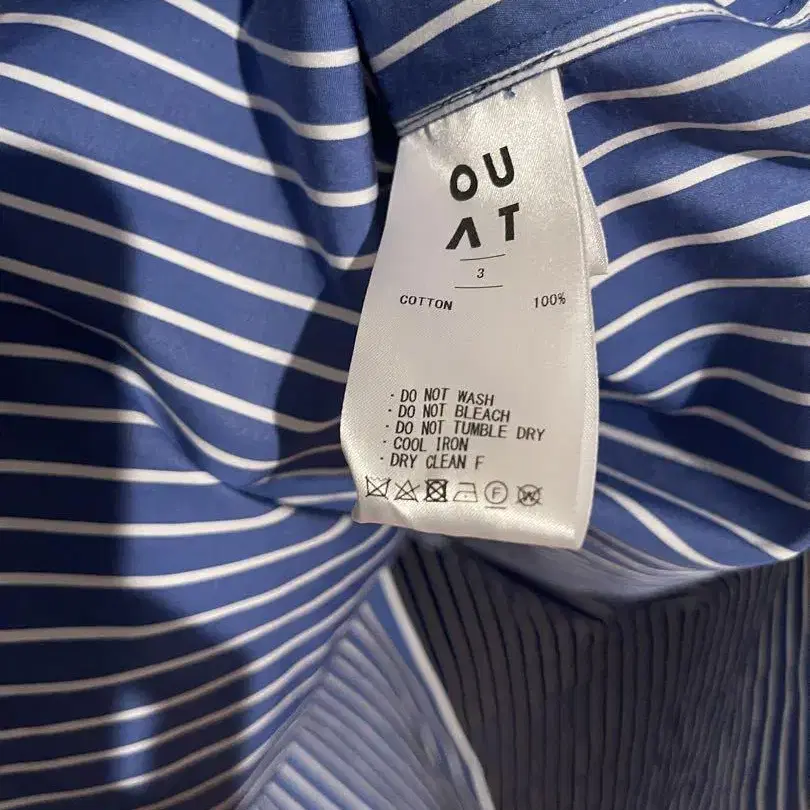 OU
ΛT
3
COTTON 100%
· DO NOT WASH
· DO NOT BLEACH
· DO NOT TUMBLE DRY
· COOL IRON
· DRY CLEAN F
F W